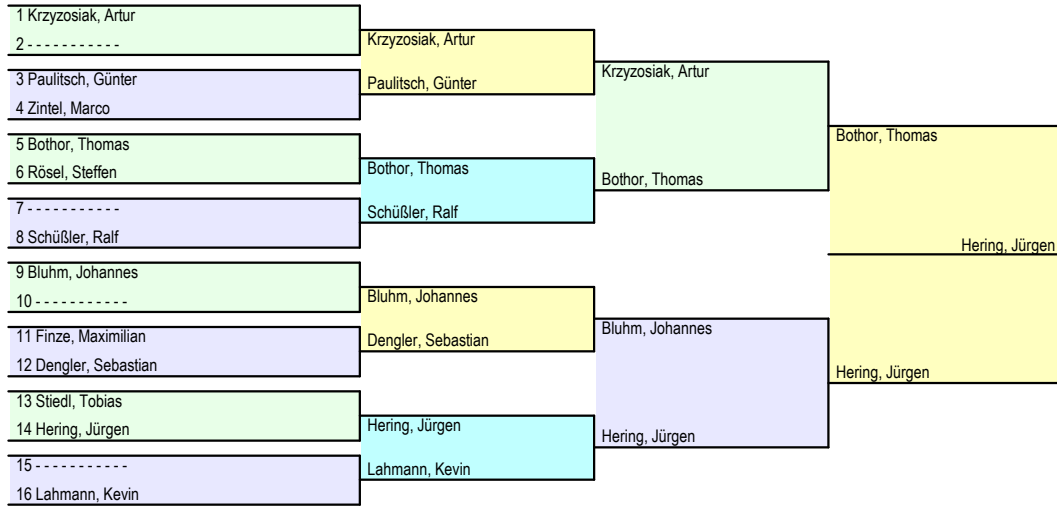 1 Krzyzosiak, Artur
2 - - - - - - - - - - -
3 Paulitsch, Günter
4 Zintel, Marco
5 Bothor, Thomas
6 Rösel, Steffen
7 - - - - - - - - - - -
8 Schüßler, Ralf
9 Bluhm, Johannes
10 - - - - - - - - - - -
11 Finze, Maximilian
12 Dengler, Sebastian
13 Stiedl, Tobias
14 Hering, Jürgen
15 - - - - - - - - - - -
16 Lahmann, Kevin
Krzyzosiak, Artur
Paulitsch, Günter
Bothor, Thomas
Schüßler, Ralf
Bluhm, Johannes
Dengler, Sebastian
Hering, Jürgen
Lahmann, Kevin
Krzyzosiak, Artur
Bothor, Thomas
Bluhm, Johannes
Hering, Jürgen
Bothor, Thomas
Hering, Jürgen
Hering, Jürgen